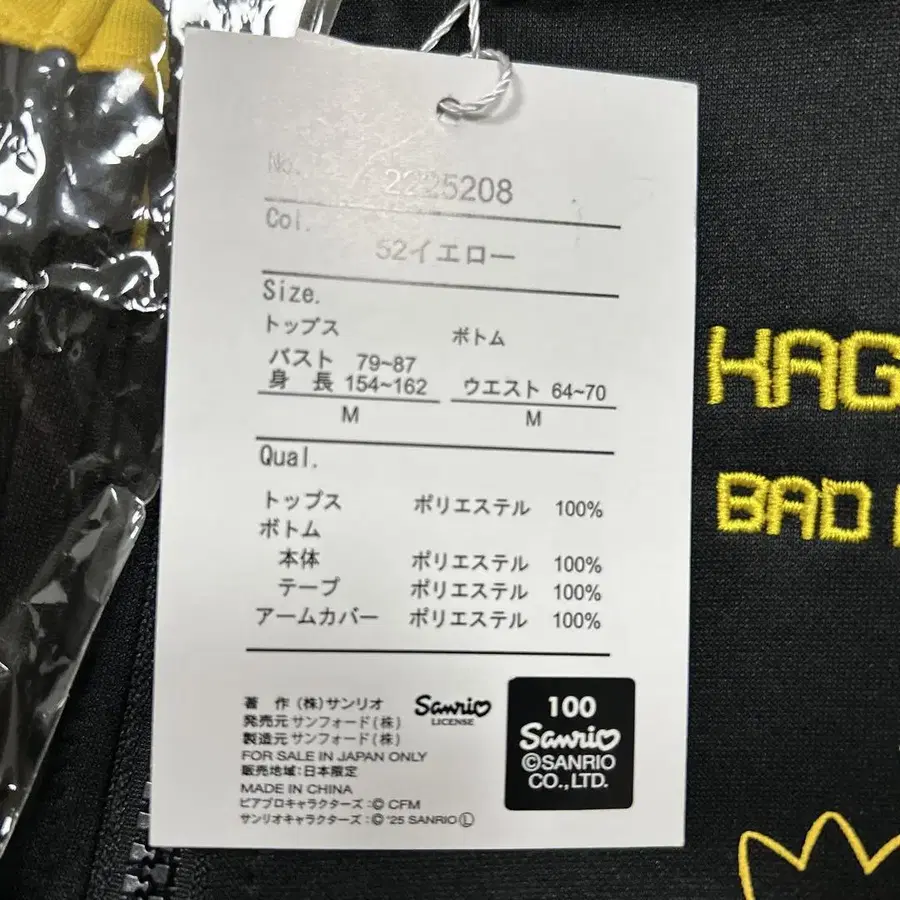 No. 2225208
Col.
52イエロー
Size.
トップス ボトム
バスト 79~87
身 長 154~162 ウエスト 64~70
M M
Qual.
トップス ポリエステル 100%
ボトム
本体 ポリエステル 100%
テープ ポリエステル 100%
アームカバー ポリエステル 100%
著 作 (株)サンリオ
発売元 サンフォード(株)
製造元 サンフォード(株)
FOR SALE IN JAPAN ONLY
販売地域:日本限定
MADE IN CHINA
ピアプロキャラクターズ:© CFM
サンリオキャラクターズ:© '25 SANRIO Ⓛ
Sanrio
LICENSE
100
Sanrio
©SANRIO
CO.,LTD.
HAG
BAD